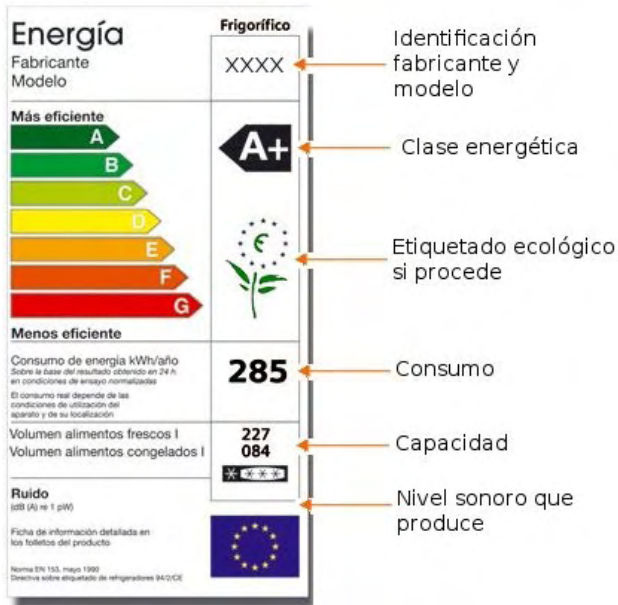 Energía
Fabricante
Modelo
Frigorífico
XXXX
Identificación
fabricante y
modelo
Más eficiente
A
B
C
D
E
F
G
Menos eficiente
A+
Clase energética
Etiquetado ecológico
si procede
Consumo de energía kWh/año
Sobre la base del resultado obtenido en 24 h
en condiciones de ensayo normalizadas
El consumo real depende de las
condiciones de utilización del
aparato y de su localización
285
Consumo
Volumen alimentos frescos l
Volumen alimentos congelados l
227
084
Capacidad
Ruido
(dB (A) re 1 pW)
Nivel sonoro que
produce
Ficha de información detallada en
los folletos del producto
Norma EN 153, mayo 1990
Directiva sobre etiquetado de refrigeradores 94/2/CE